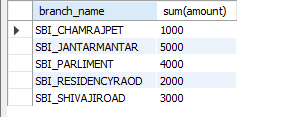 branch_name sum(amount)
SBI_CHAMRAJPET 1000
SBI_JANTARMANTAR 5000
SBI_PARLIMENT 4000
SBI_RESIDENCYRAOD 2000
SBI_SHIVAJIROAD 3000